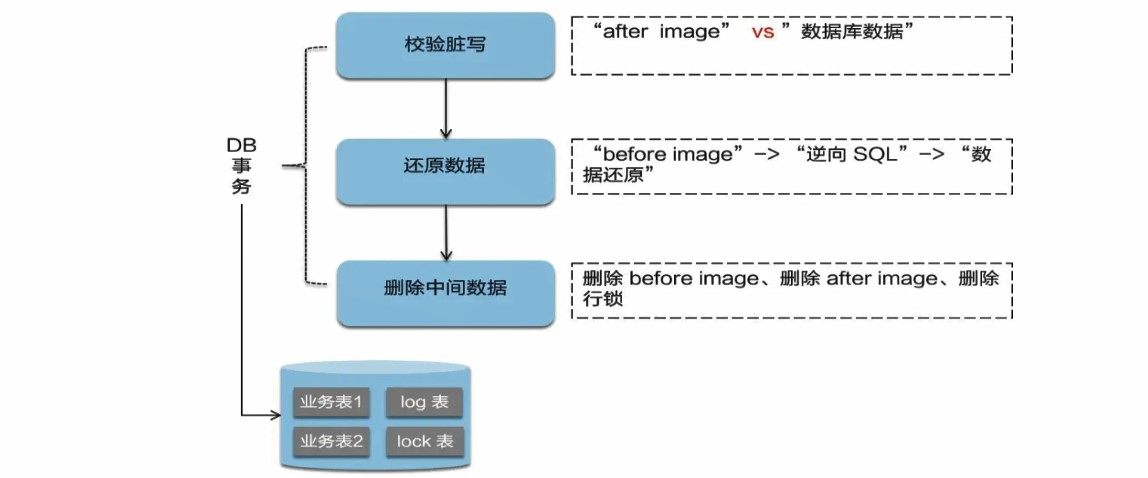 校验脏写
“after image” vs ”数据库数据”
DB
事
务
还原数据
“before image”–> “逆向 SQL”–> “数
据还原”
删除中间数据
删除 before image、删除 after image、删除
行锁
业务表1
log 表
业务表2
lock 表